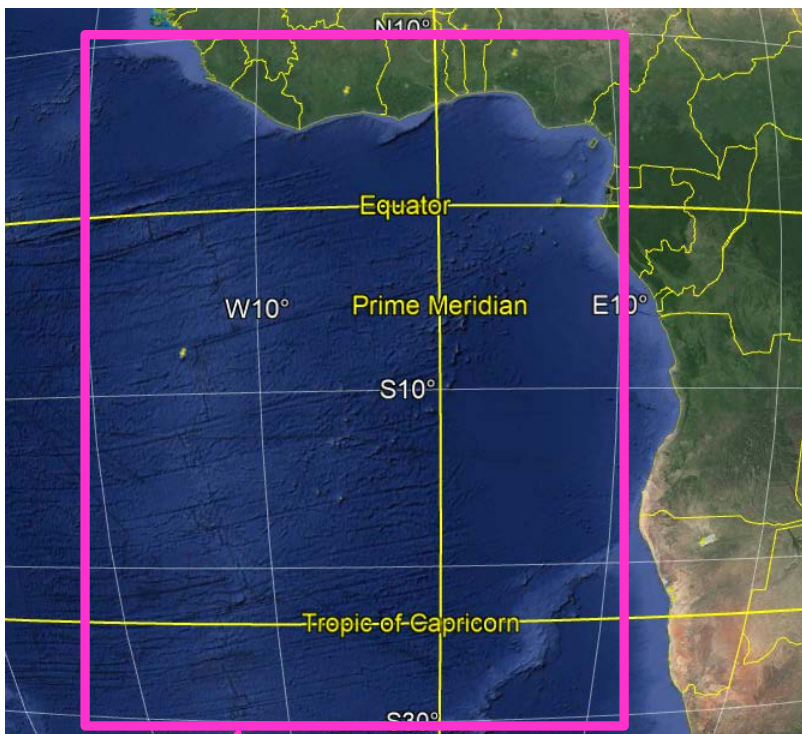 N10°
Equator
W10°
Prime Meridian
E10°
S10°
Tropic of Capricorn
S30°